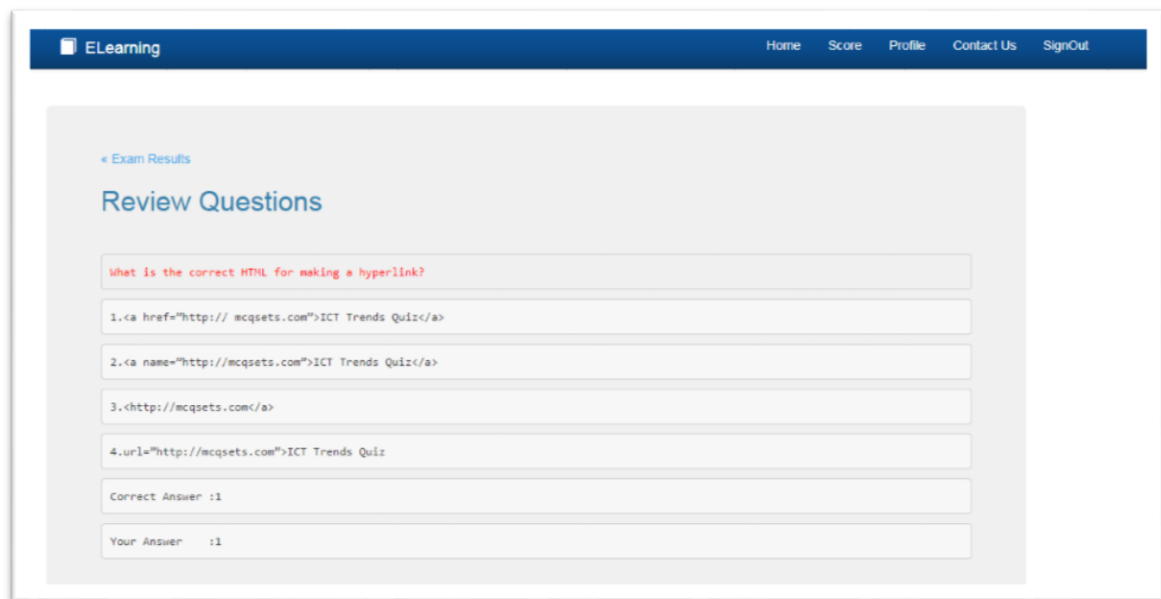 ELearning
Home Score Profile Contact Us SignOut
« Exam Results
Review Questions
What is the correct HTML for making a hyperlink?
1.<a href=”http:// mcqsets.com”>ICT Trends Quiz</a>
2.<a name=”http://mcqsets.com”>ICT Trends Quiz</a>
3.<http://mcqsets.com</a>
4.url=”http://mcqsets.com”>ICT Trends Quiz
Correct Answer :1
Your Answer :1